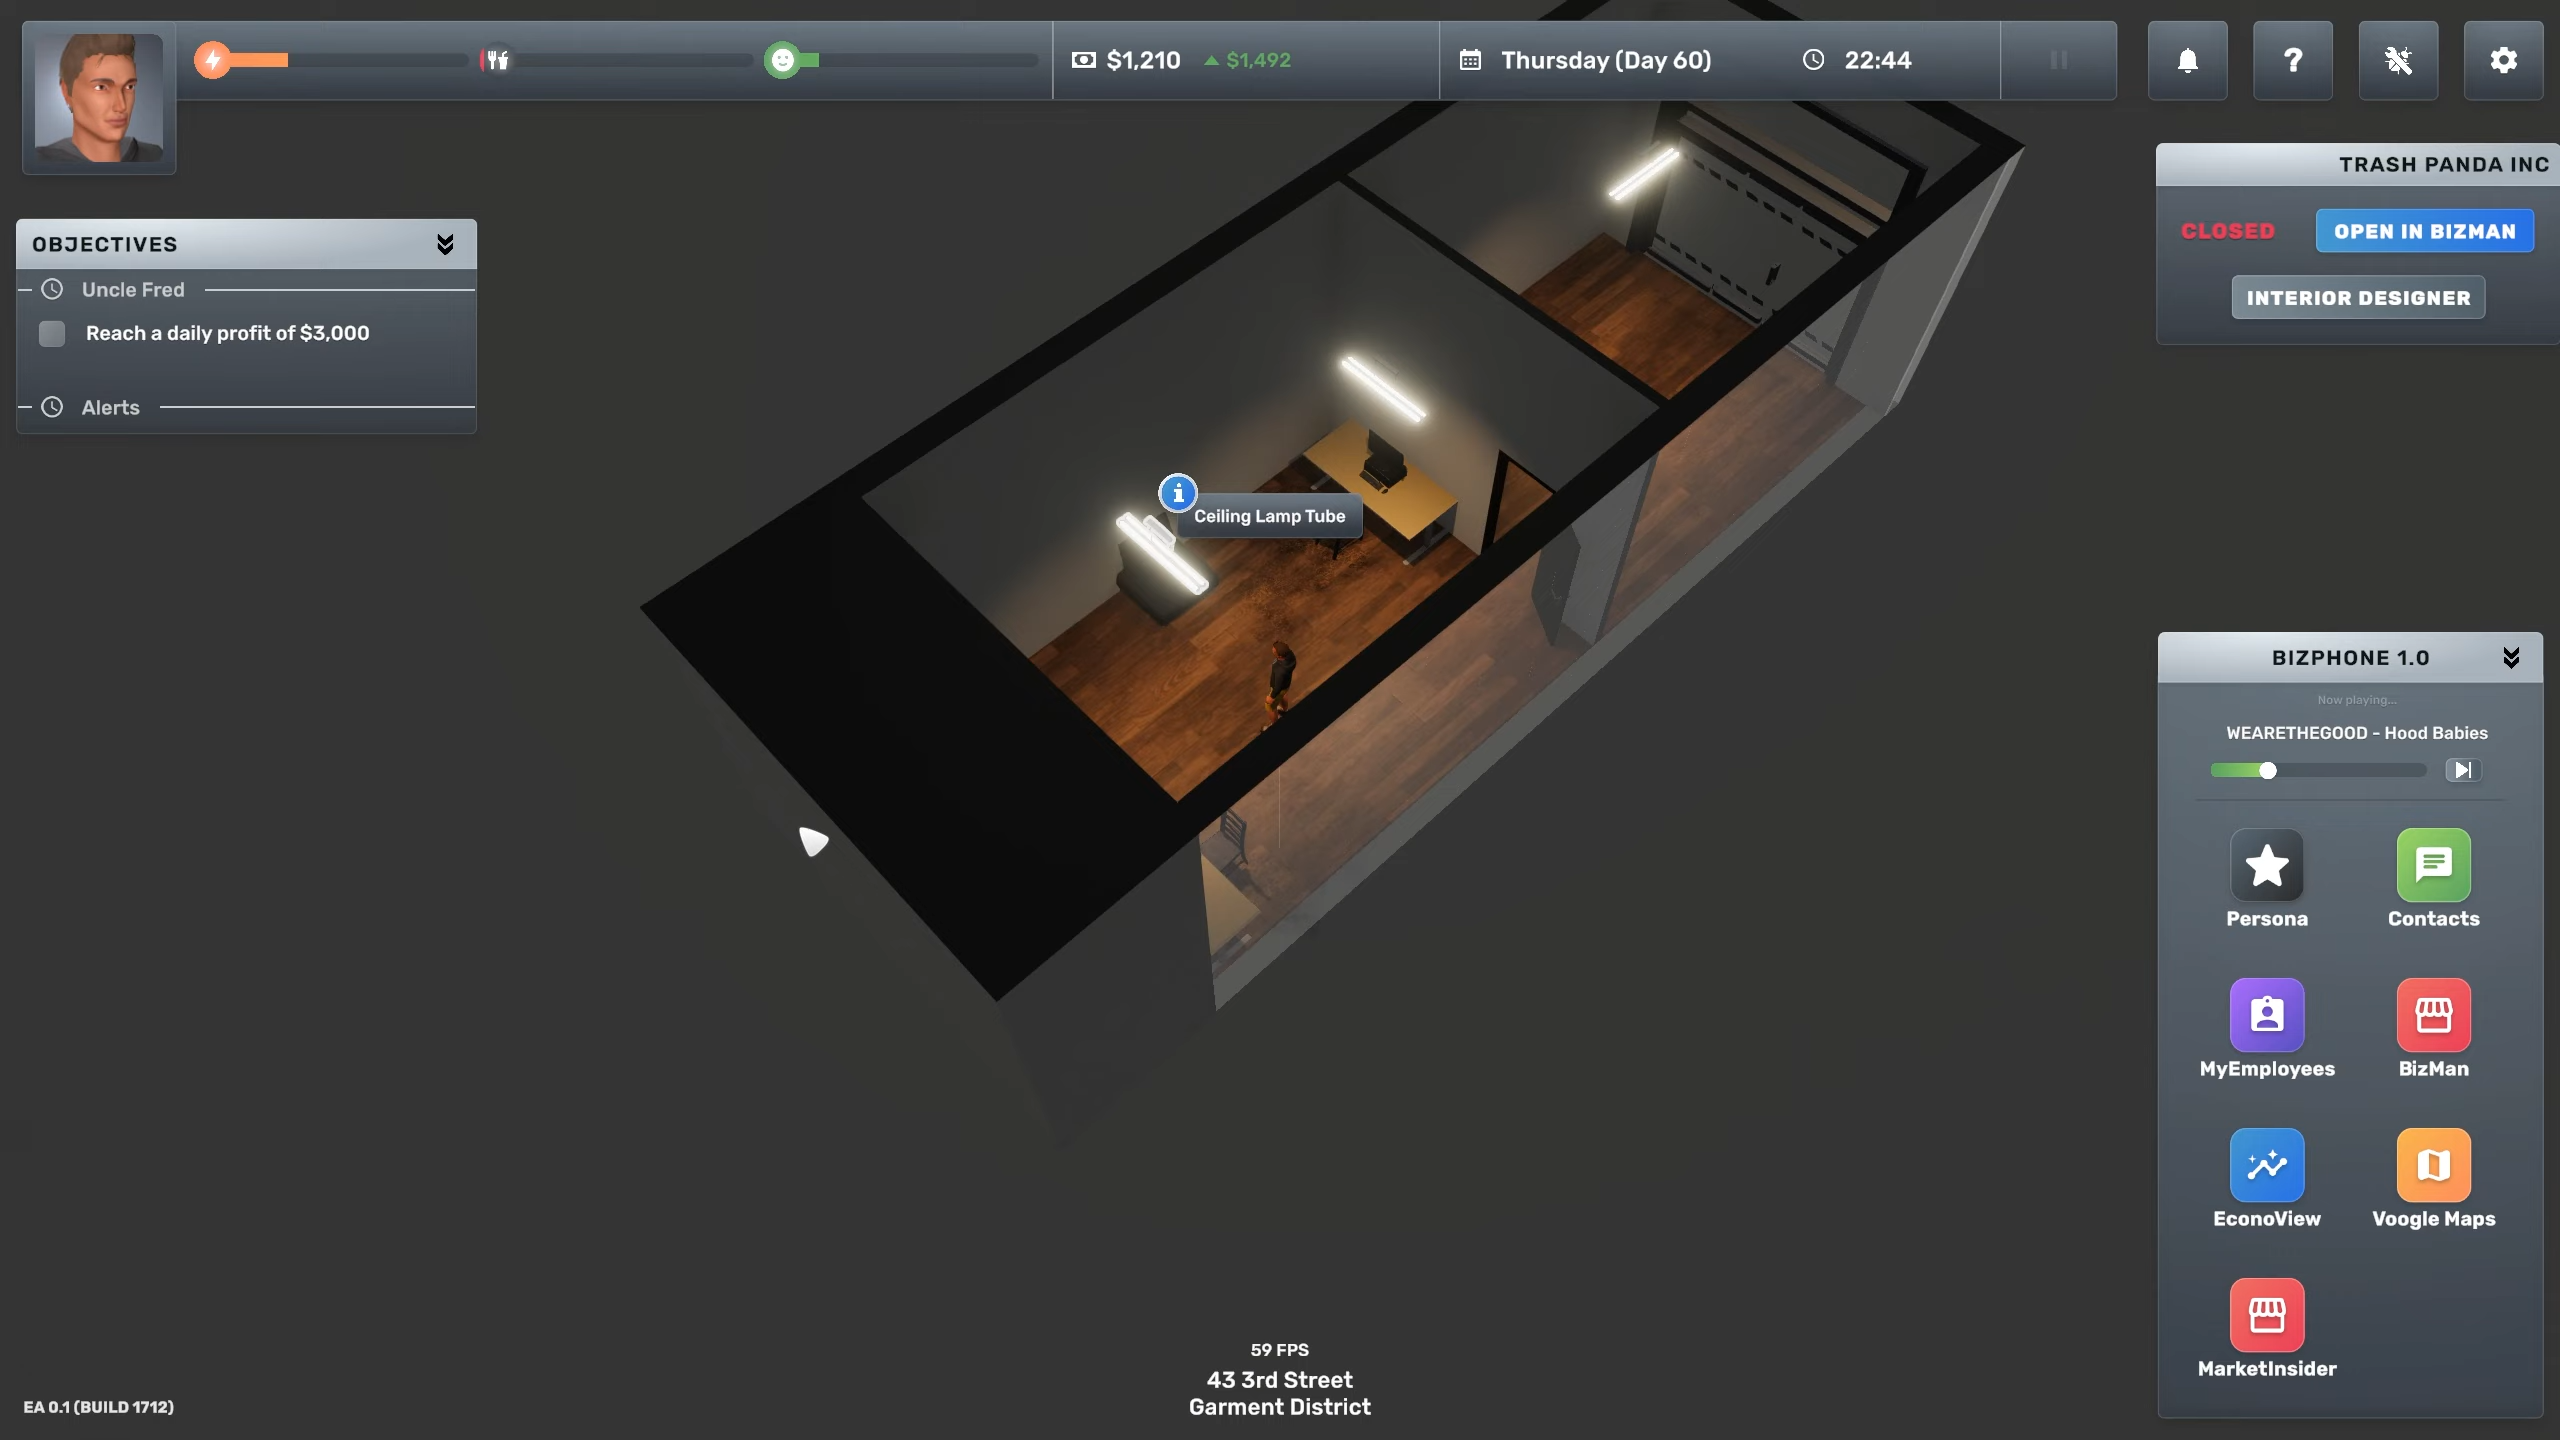 $1,210 $1,492 Thursday (Day 60) 22:44 ?
TRASH PANDA INC
CLOSED OPEN IN BIZMAN
INTERIOR DESIGNER
OBJECTIVES
Uncle Fred
Reach a daily profit of $3,000
Alerts
i
Ceiling Lamp Tube
BIZPHONE 1.0
Now playing...
WEARETHEGOOD - Hood Babies
Persona Contacts
MyEmployees BizMan
EconoView Voogle Maps
MarketInsider
59 FPS
43 3rd Street
Garment District
EA 0.1 (BUILD 1712)